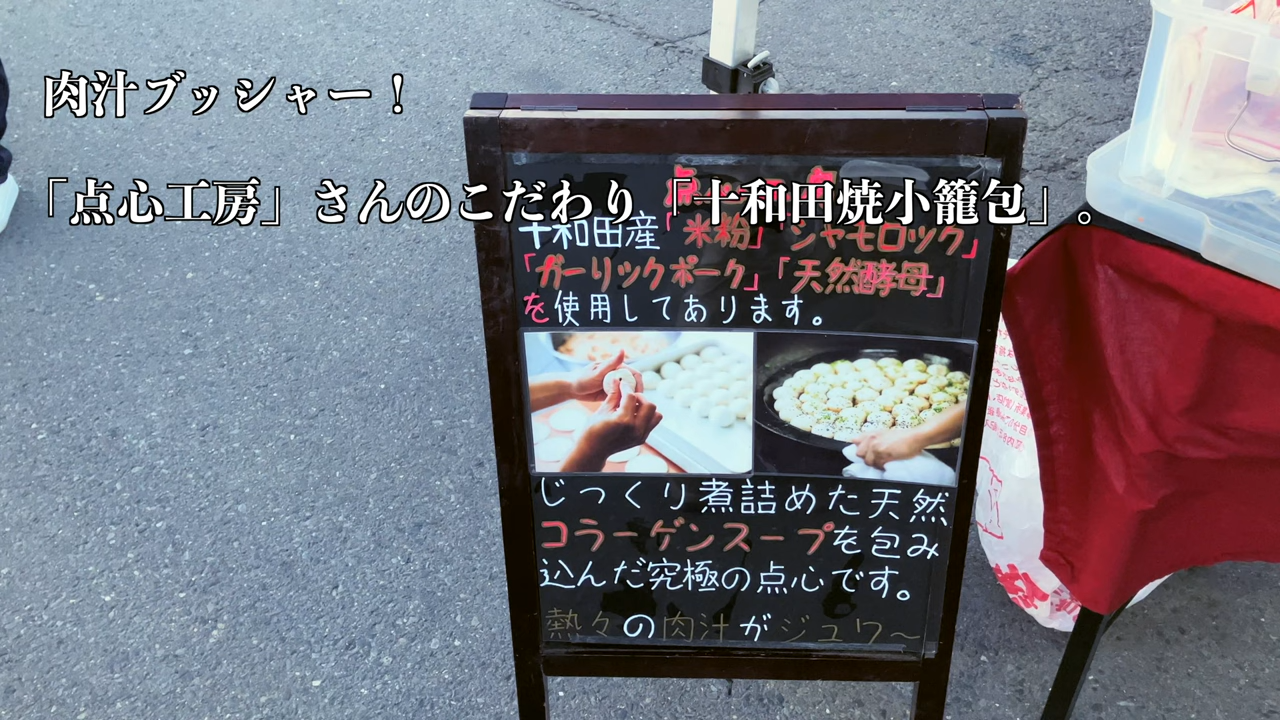 肉汁ブッシャー！
「点心工房」さんのこだわり「十和田焼小籠包」。
十和田産「米粉」「シャモロック」
「ガーリックポーク」「天然酵母」
を使用してあります。
じっくり煮詰めた天然
コラーゲンスープを包み
込んだ究極の点心です。
熱々の肉汁がジュワ～